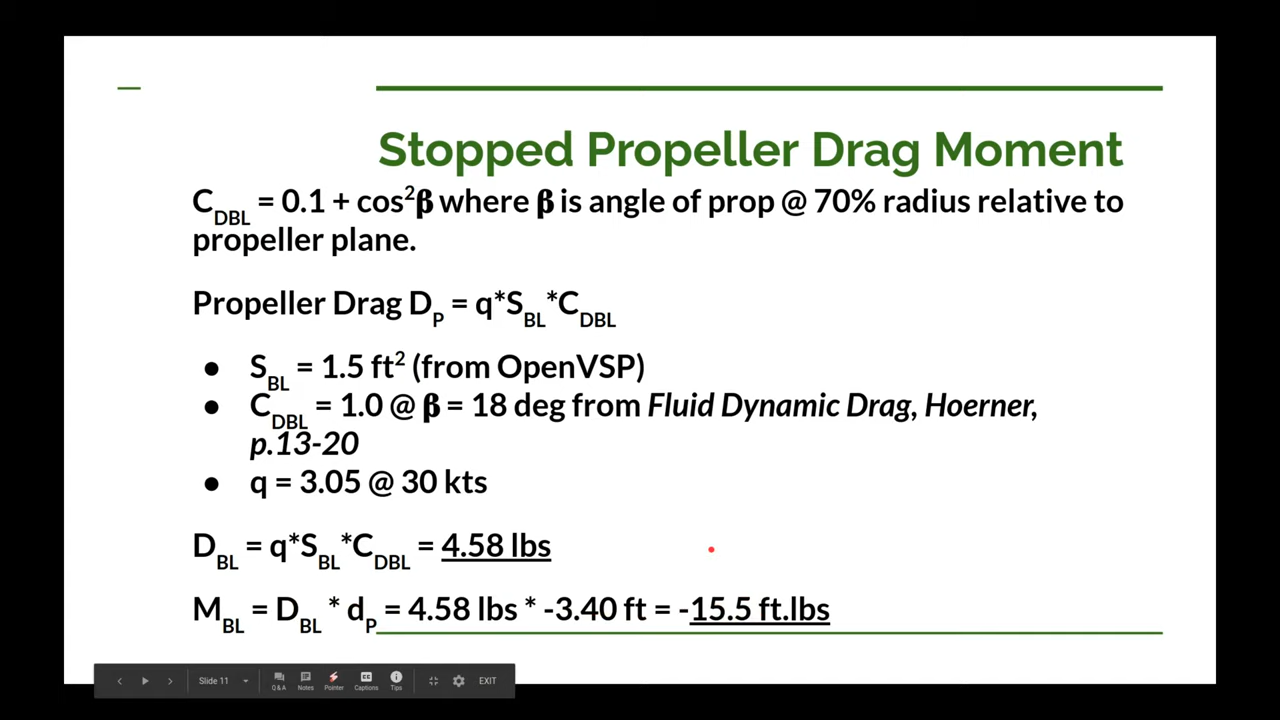 Stopped Propeller Drag Moment
C_DBL = 0.1 + cos²β where β is angle of prop @ 70% radius relative to
propeller plane.
Propeller Drag D_P = q*S_BL*C_DBL
● S_BL = 1.5 ft² (from OpenVSP)
● C_DBL = 1.0 @ β = 18 deg from Fluid Dynamic Drag, Hoerner,
p.13-20
● q = 3.05 @ 30 kts
D_BL = q*S_BL*C_DBL = 4.58 lbs
M_BL = D_BL * d_P = 4.58 lbs * -3.40 ft = -15.5 ft.lbs
Slide 11 Q & A Notes Pointer Captions Tips EXIT